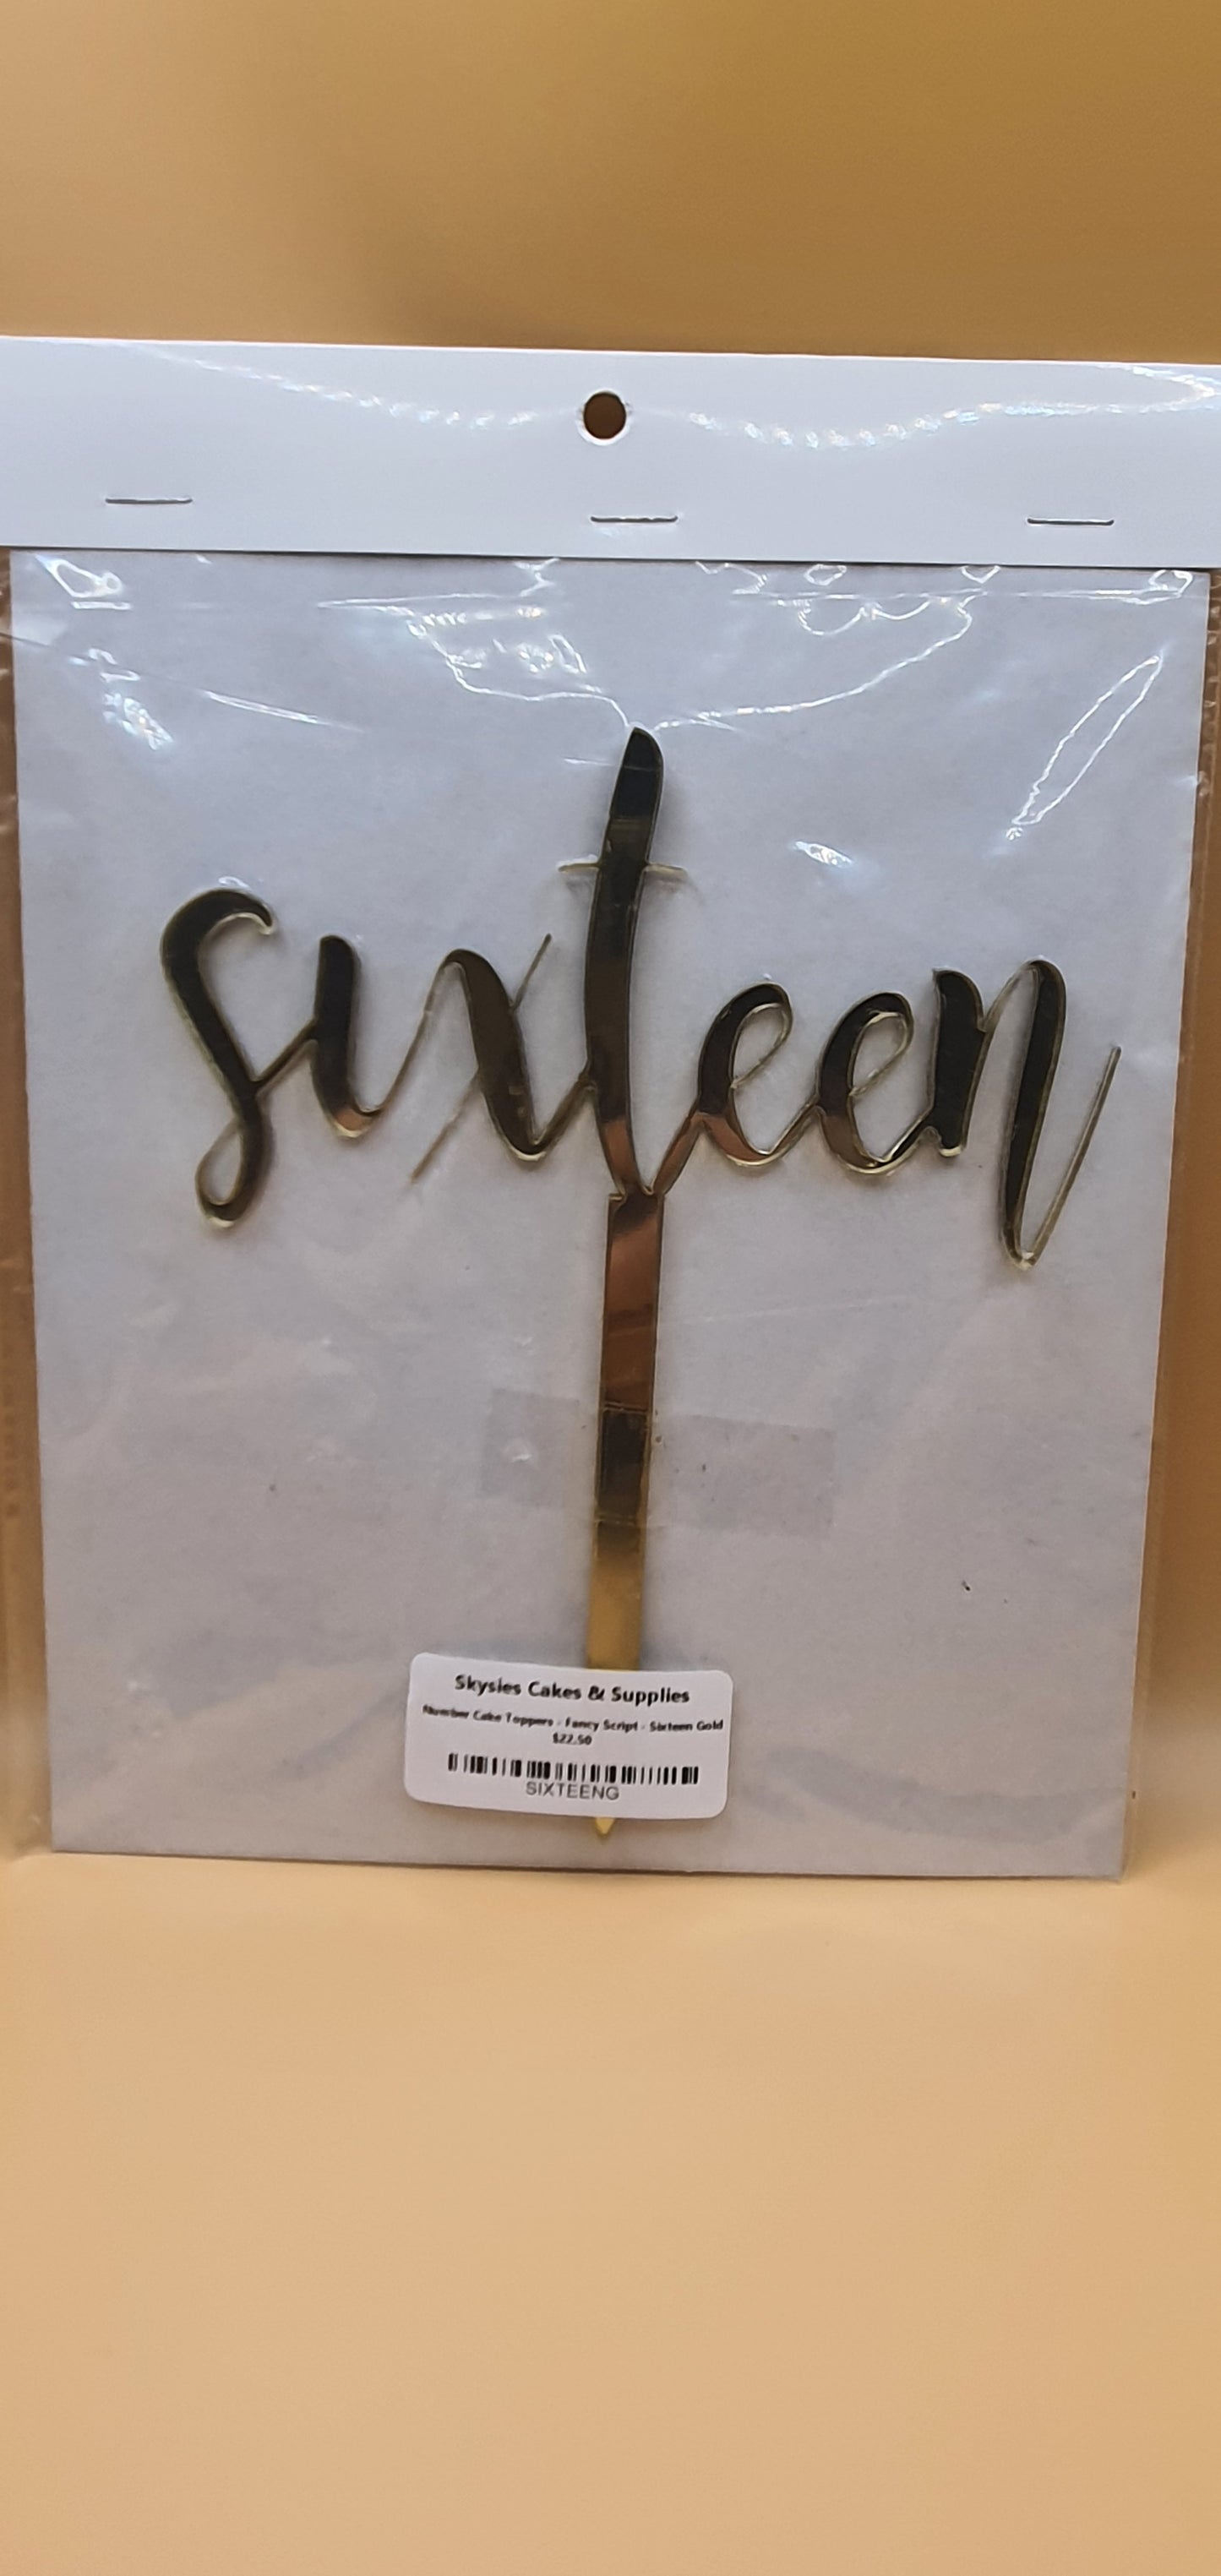 sixteen
Skysies Cakes & Supplies
Number Cake Toppers - Fancy Script - Sixteen Gold
$22.50
SIXTEENG